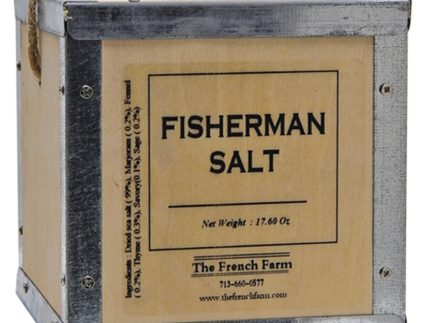 FISHERMAN
SALT
Net Weight : 17.60 Oz
The French Farm
713-660-0577
www.thefrenchfarm.com
Ingredients : Dried sea salt ( 99%), Marjoram ( 0.2%), Fennel
( 0.2%), Thyme ( 0.3%), Savory(0.1%), Sage ( 0.2%)